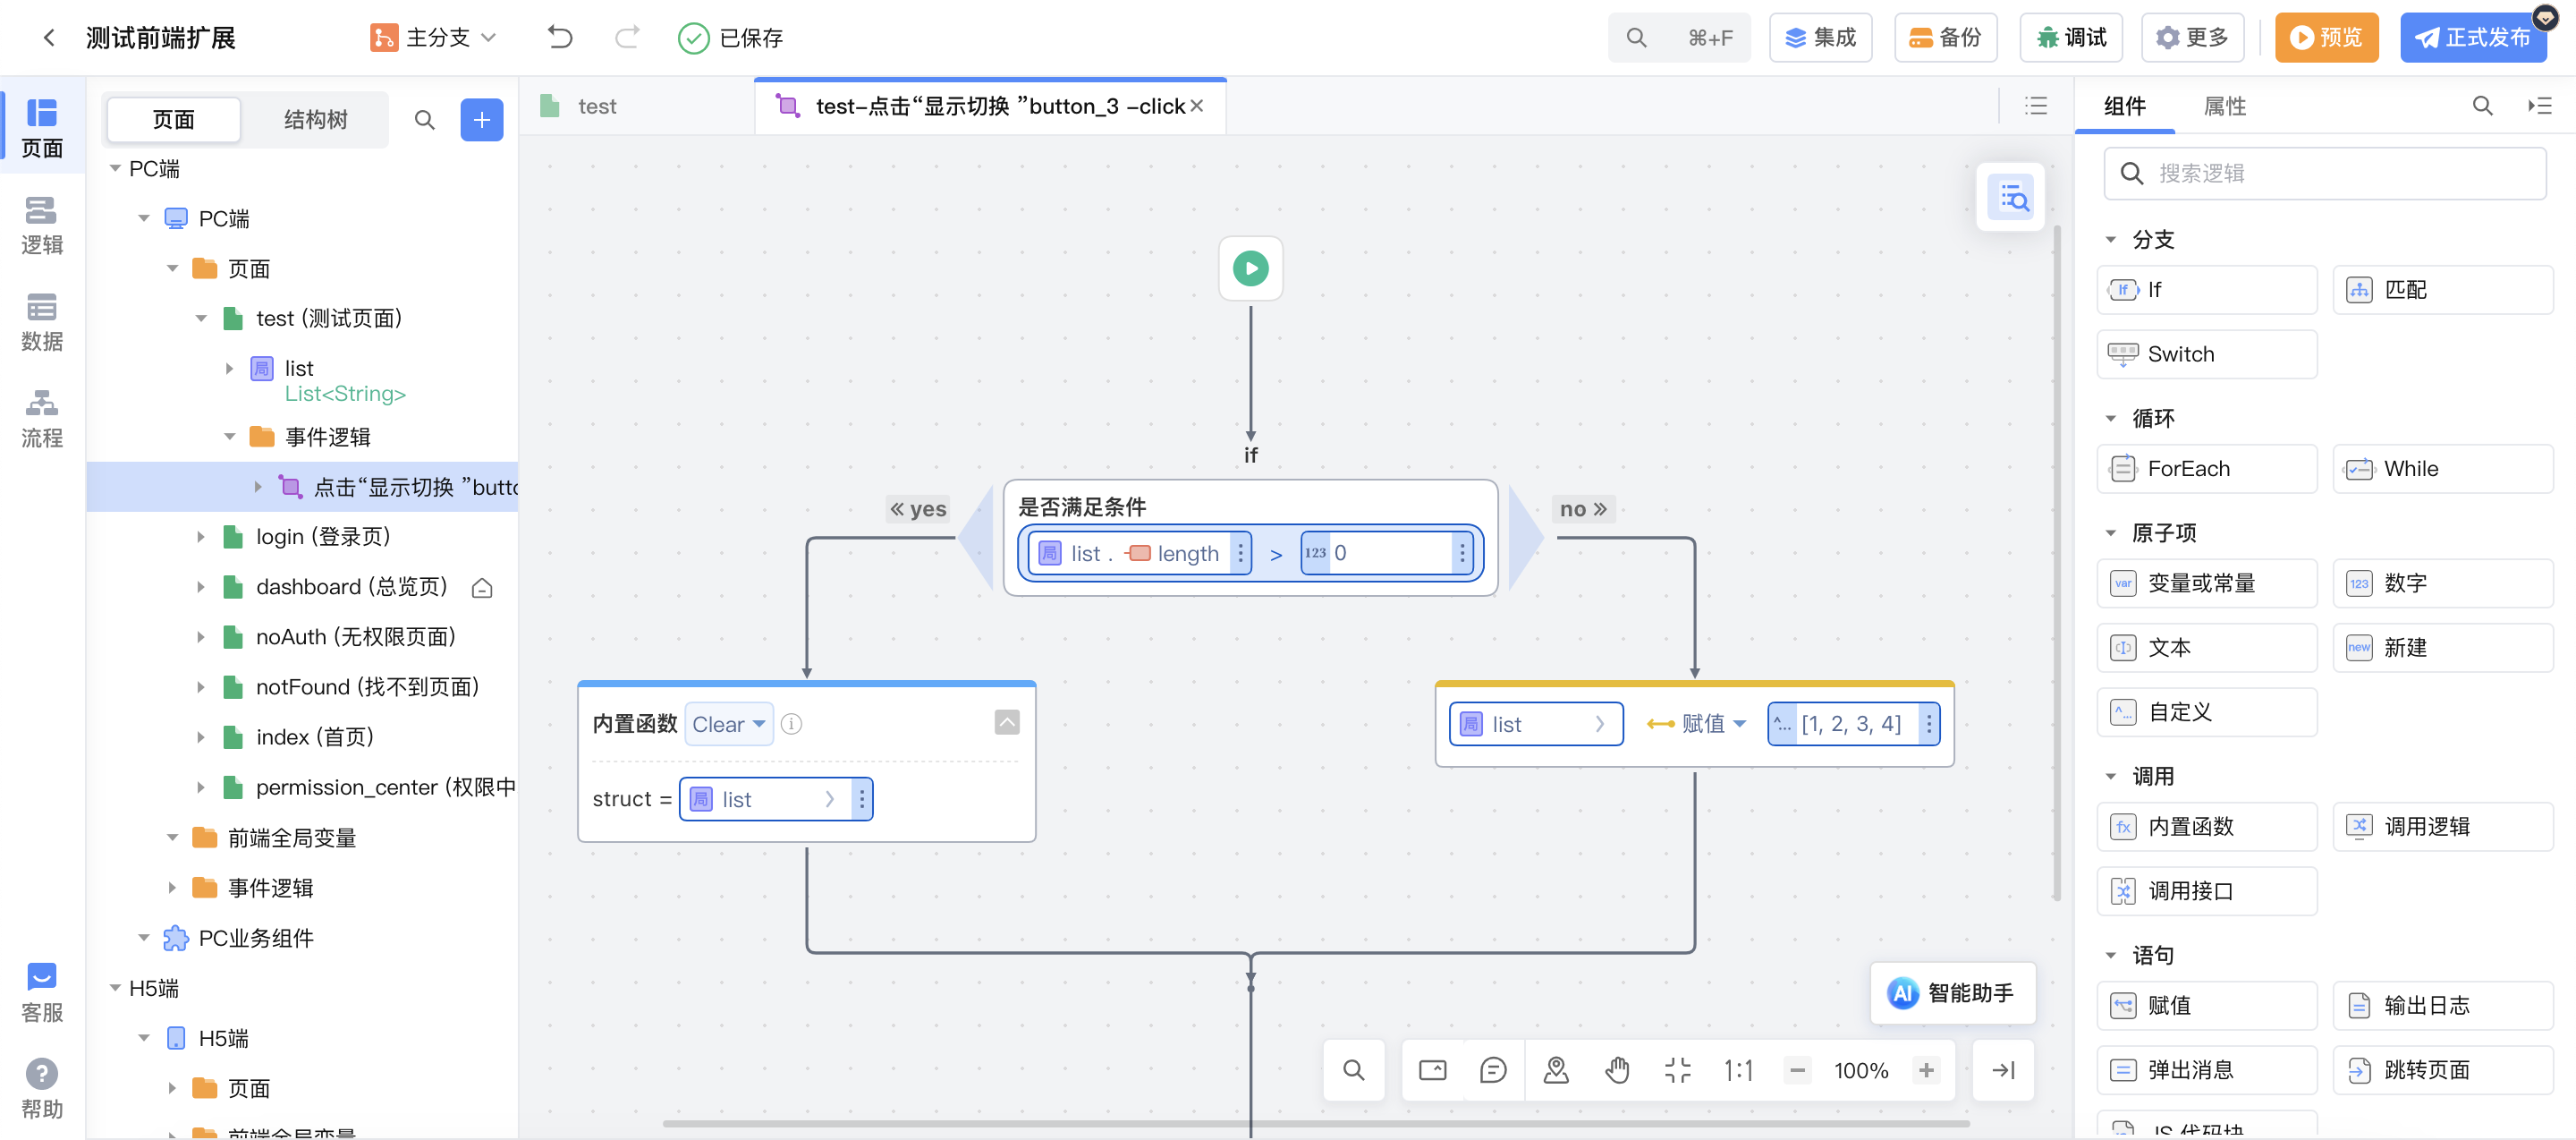 测试前端扩展
主分支
已保存
⌘+F
集成
备份
调试
更多
预览
正式发布
页面
逻辑
数据
流程
客服
帮助
页面
结构树
PC端
PC端
页面
test (测试页面)
局 list
List<String>
事件逻辑
点击“显示切换 ”butto
login (登录页)
dashboard (总览页)
noAuth (无权限页面)
notFound (找不到页面)
index (首页)
permission_center (权限中
前端全局变量
事件逻辑
PC业务组件
H5端
H5端
页面
前端全局变量
test
test-点击“显示切换 ”button_3 -click
if
yes
no
是否满足条件
局 list . length > 123 0
内置函数 Clear
struct = 局 list
局 list 赋值 ^... [1, 2, 3, 4]
AI 智能助手
1:1
100%
组件
属性
搜索逻辑
分支
If If
匹配
Switch
循环
ForEach
While
原子项
var 变量或常量
123 数字
文本
new 新建
^... 自定义
调用
fx 内置函数
调用逻辑
调用接口
语句
赋值
输出日志
弹出消息
跳转页面
JS 代码块